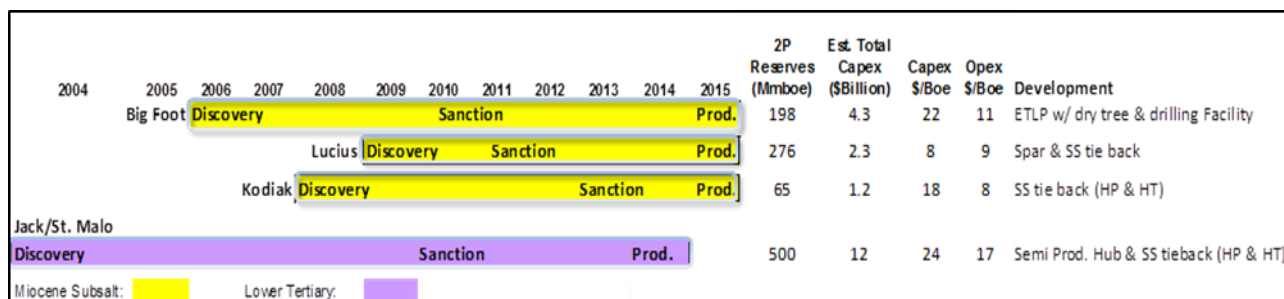 2P Est. Total
Reserves Capex Capex Opex
2004 2005 2006 2007 2008 2009 2010 2011 2012 2013 2014 2015 (Mmboe) ($Billion) $/Boe $/Boe Development
Big Foot Discovery Sanction Prod. 198 4.3 22 11 ETLP w/ dry tree & drilling Facility
Lucius Discovery Sanction Prod. 276 2.3 8 9 Spar & SS tie back
Kodiak Discovery Sanction Prod. 65 1.2 18 8 SS tie back (HP & HT)
Jack/St. Malo
Discovery Sanction Prod. 500 12 24 17 Semi Prod. Hub & SS tieback (HP & HT)
Miocene Subsalt: Lower Tertiary: